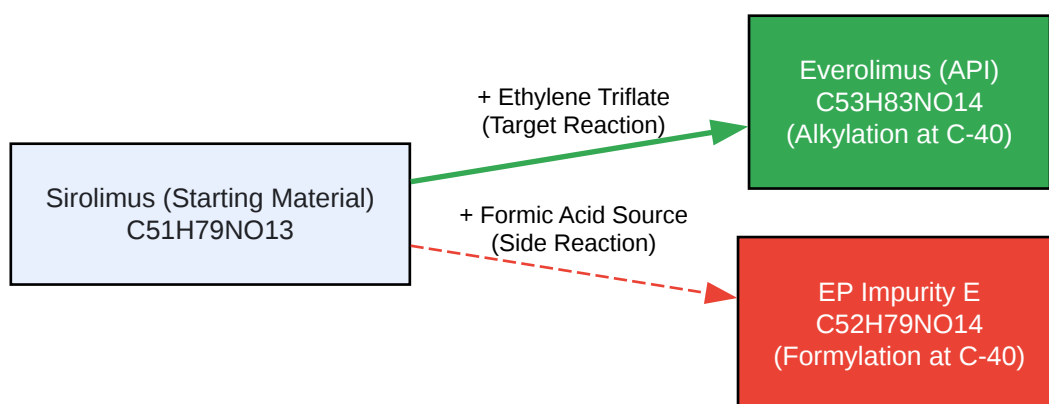 Sirolimus (Starting Material)
C51H79NO13
+ Ethylene Triflate
(Target Reaction)
+ Formic Acid Source
(Side Reaction)
Everolimus (API)
C53H83NO14
(Alkylation at C-40)
EP Impurity E
C52H79NO14
(Formylation at C-40)